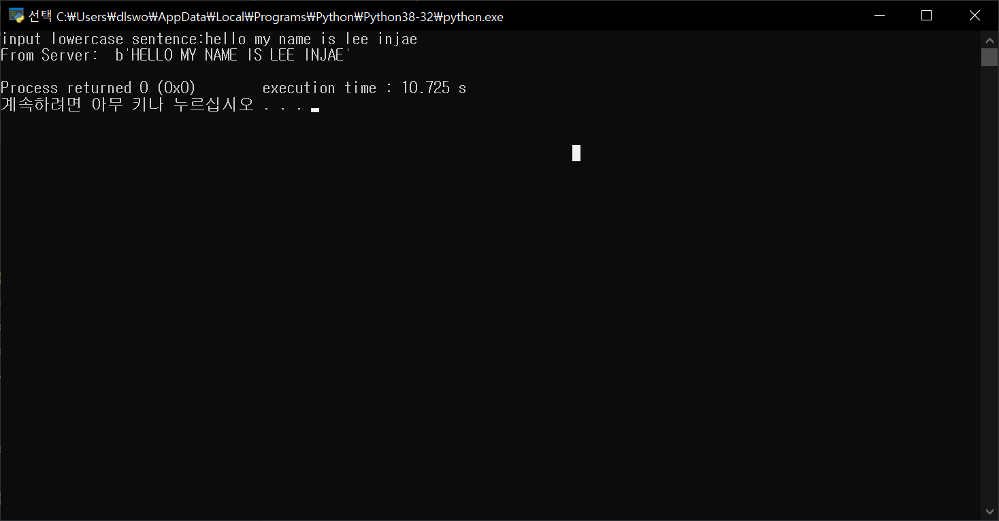 선택 C:₩Users₩dlswo₩AppData₩Local₩Programs₩Python₩Python38-32₩python.exe
input lowercase sentence:hello my name is lee injae
From Server:  b'HELLO MY NAME IS LEE INJAE'
Process returned 0 (0x0)        execution time : 10.725 s
계속하려면 아무 키나 누르십시오 . . .